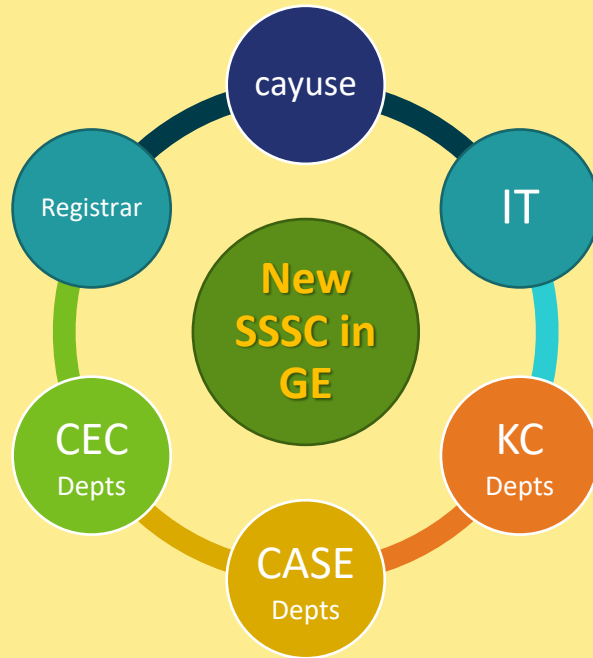 cayuse
IT
KC
Depts
CASE
Depts
CEC
Depts
Registrar
New
SSSC in
GE